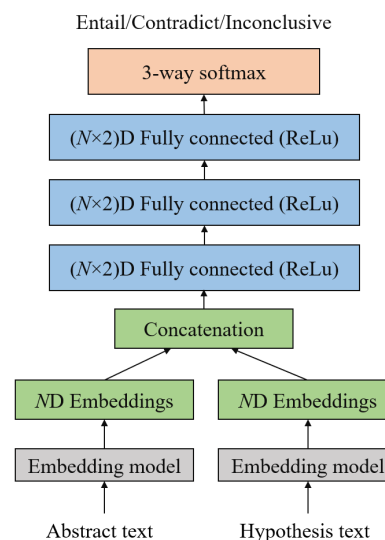 Entail/Contradict/Inconclusive
3-way softmax
(N×2)D Fully connected (ReLu)
(N×2)D Fully connected (ReLu)
(N×2)D Fully connected (ReLu)
Concatenation
ND Embeddings
ND Embeddings
Embedding model
Embedding model
Abstract text
Hypothesis text